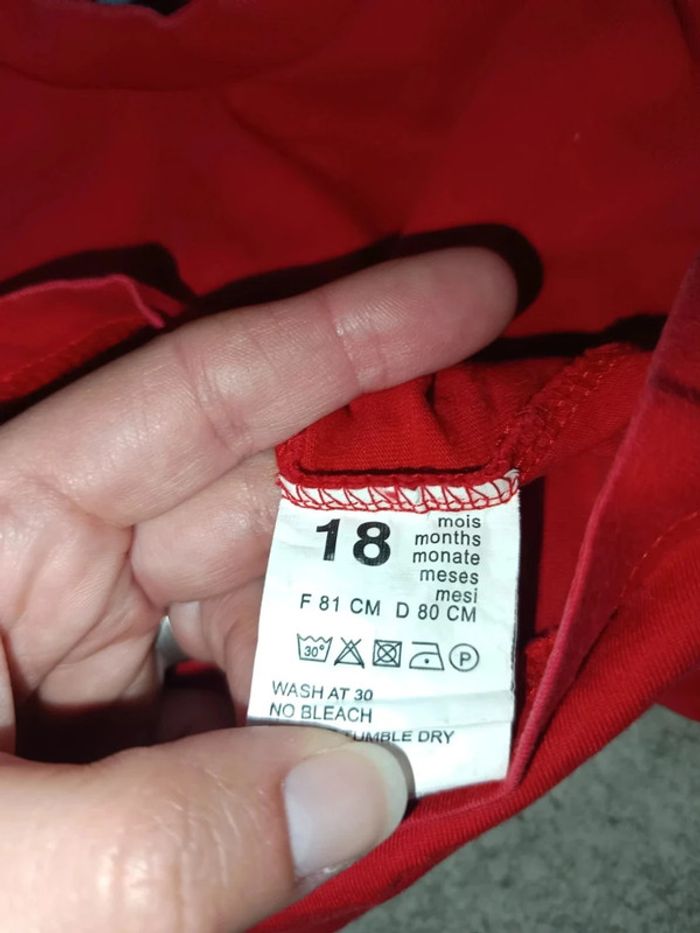 18 mois
months
monate
meses
mesi
F 81 CM D 80 CM
30° P
WASH AT 30
NO BLEACH
TUMBLE DRY